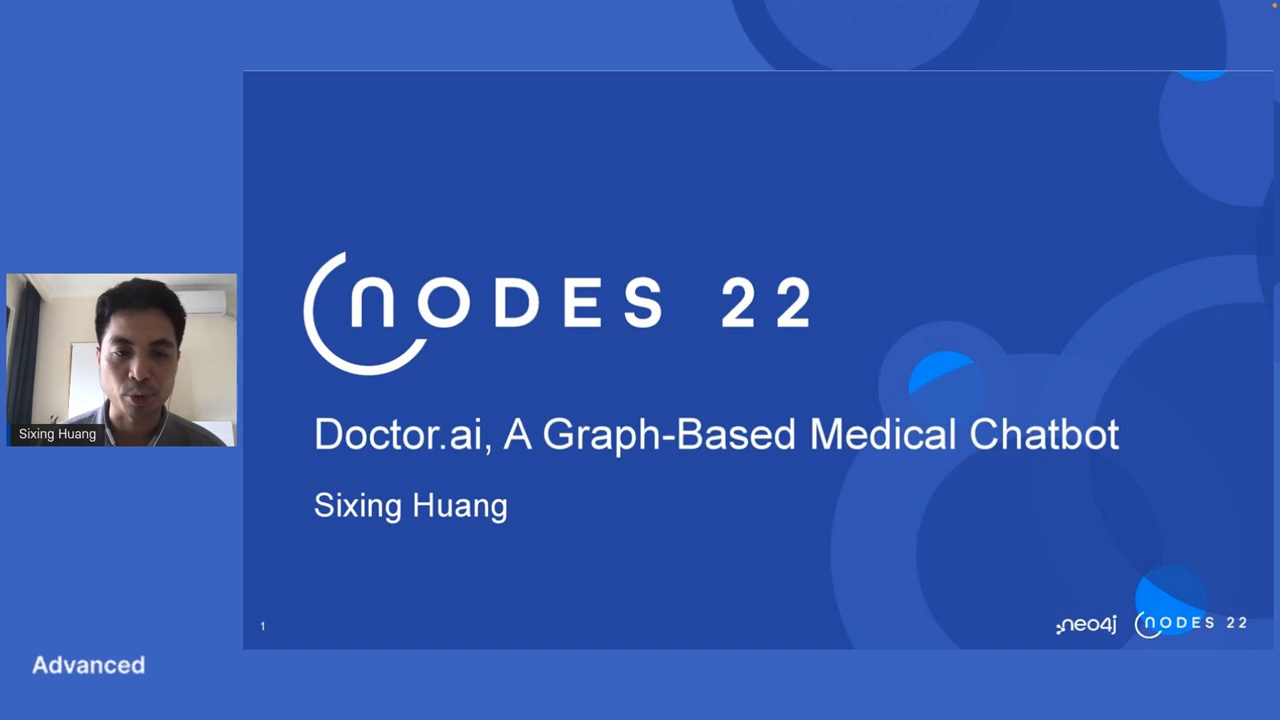 NODES 22
Doctor.ai, A Graph-Based Medical Chatbot
Sixing Huang
Sixing Huang
1
neo4j
NODES 22
Advanced